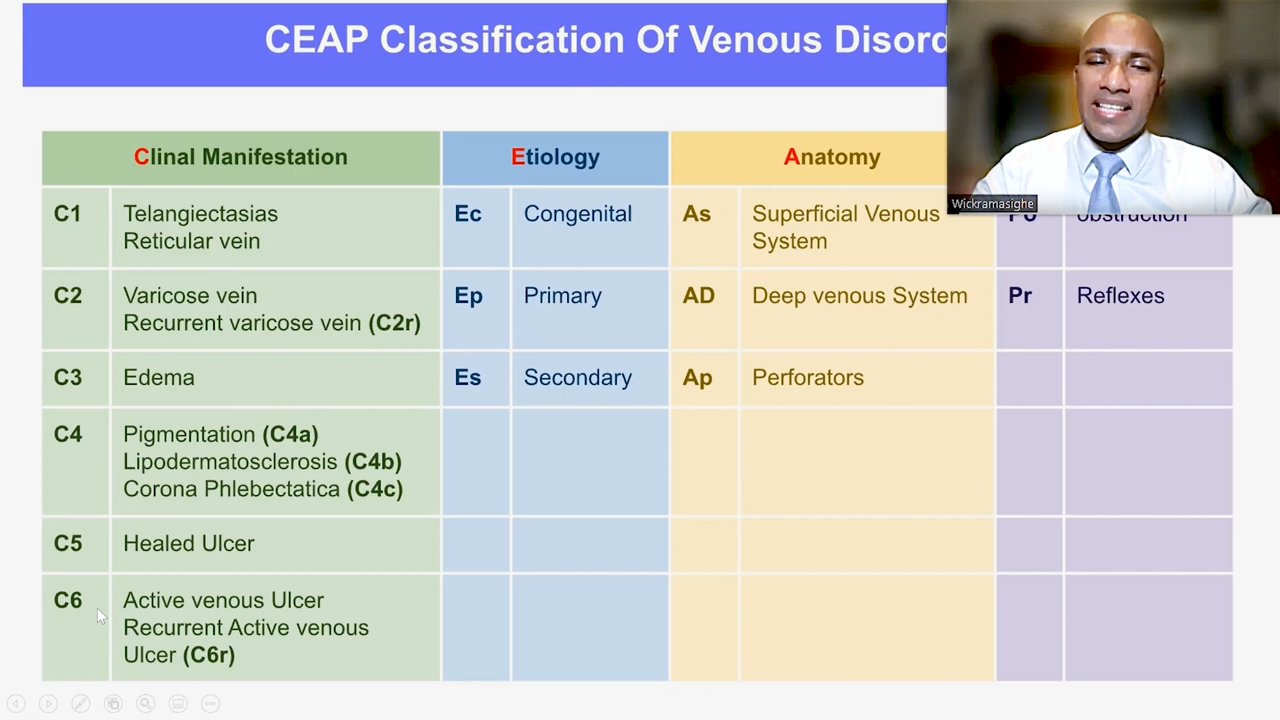 CEAP Classification Of Venous Disord
Wickramasighe
Clinal Manifestation
Etiology
Anatomy
C1
Telangiectasias
Reticular vein
Ec
Congenital
As
Superficial Venous
System
Po
obstruction
C2
Varicose vein
Recurrent varicose vein (C2r)
Ep
Primary
AD
Deep venous System
Pr
Reflexes
C3
Edema
Es
Secondary
Ap
Perforators
C4
Pigmentation (C4a)
Lipodermatosclerosis (C4b)
Corona Phlebectatica (C4c)
C5
Healed Ulcer
C6
Active venous Ulcer
Recurrent Active venous
Ulcer (C6r)